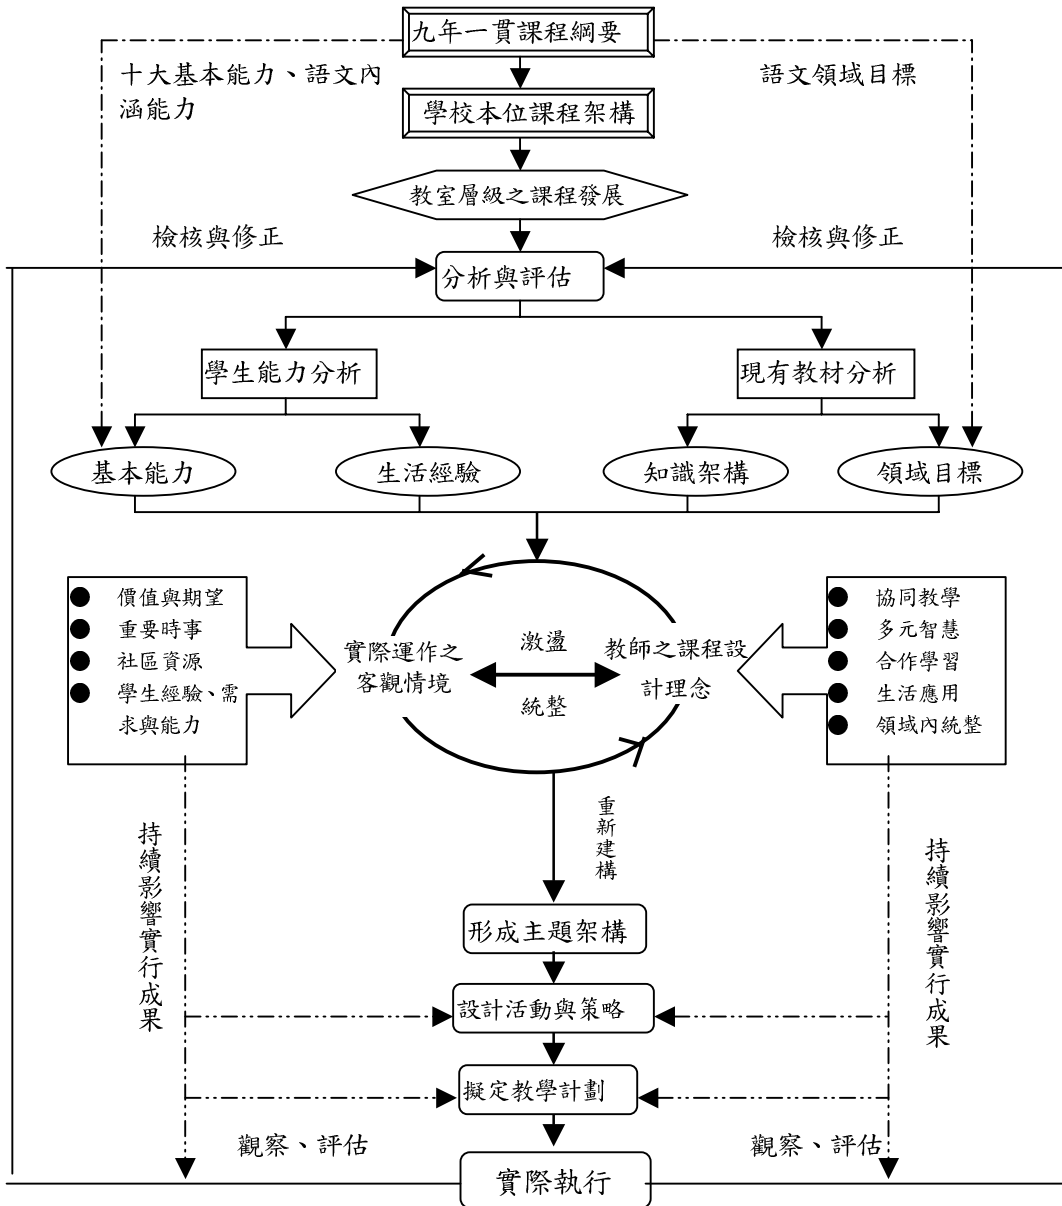 九年一貫課程綱要
十大基本能力、語文內
涵能力
語文領域目標
學校本位課程架構
教室層級之課程發展
檢核與修正
檢核與修正
分析與評估
學生能力分析
現有教材分析
基本能力
生活經驗
知識架構
領域目標
● 價值與期望
● 重要時事
● 社區資源
● 學生經驗、需
求與能力
實際運作之
客觀情境
激盪
統整
教師之課程設
計理念
● 協同教學
● 多元智慧
● 合作學習
● 生活應用
● 領域內統整
重新建構
持續影響實行成果
持續影響實行成果
形成主題架構
設計活動與策略
擬定教學計劃
觀察、評估
觀察、評估
實際執行